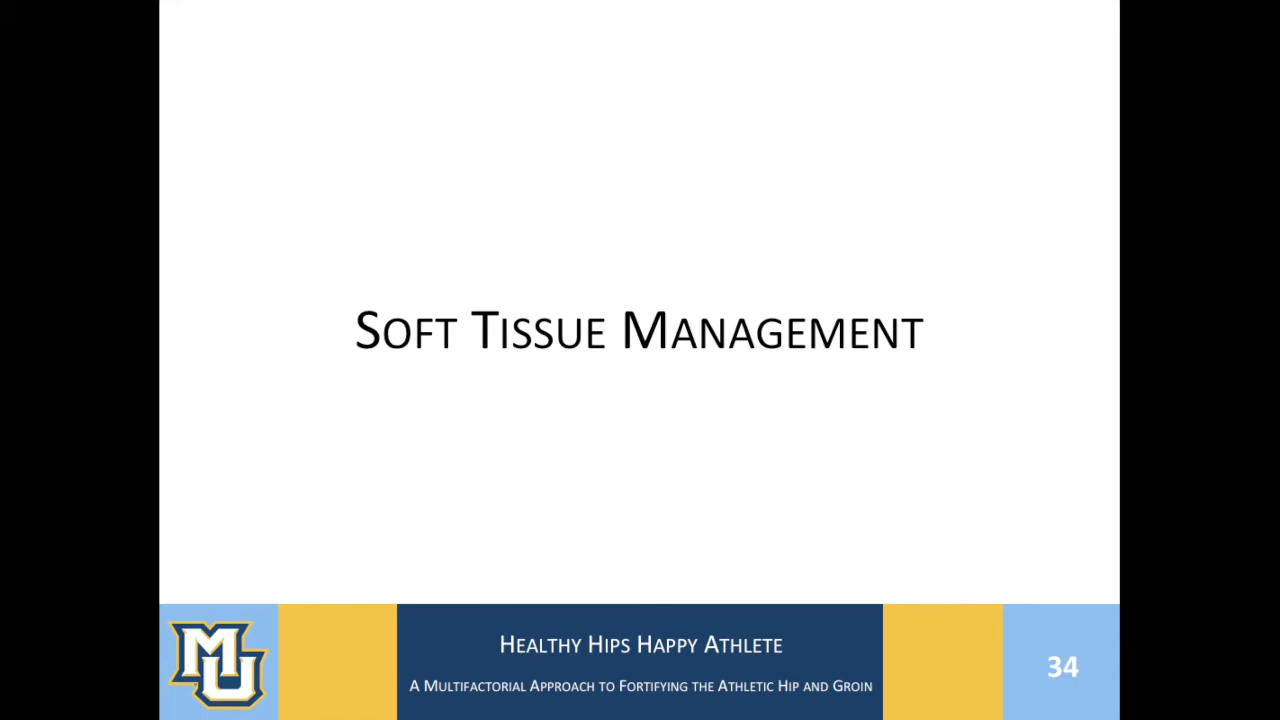 Soft Tissue Management
MU
Healthy Hips Happy Athlete
A Multifactorial Approach to Fortifying the Athletic Hip and Groin
34